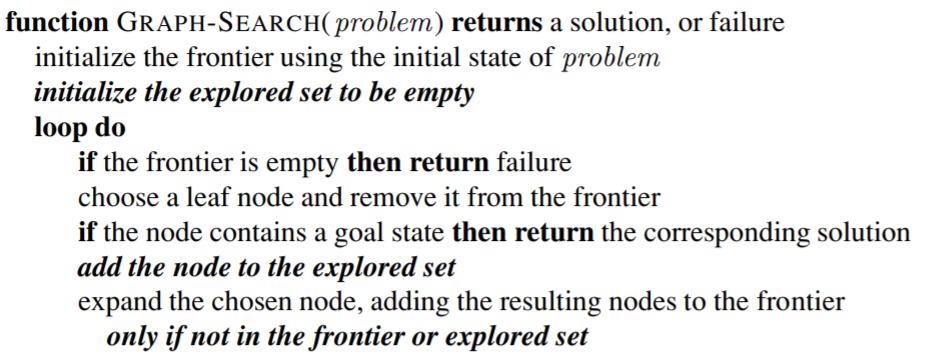 function GRAPH-SEARCH(problem) returns a solution, or failure
initialize the frontier using the initial state of problem
initialize the explored set to be empty
loop do
if the frontier is empty then return failure
choose a leaf node and remove it from the frontier
if the node contains a goal state then return the corresponding solution
add the node to the explored set
expand the chosen node, adding the resulting nodes to the frontier
only if not in the frontier or explored set